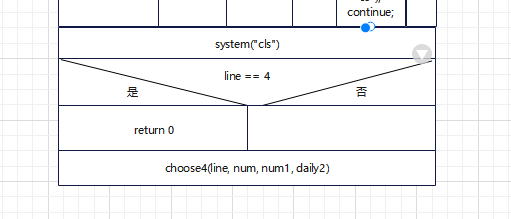 continue;
system("cls")
line == 4
是
否
return 0
choose4(line, num, num1, daily2)